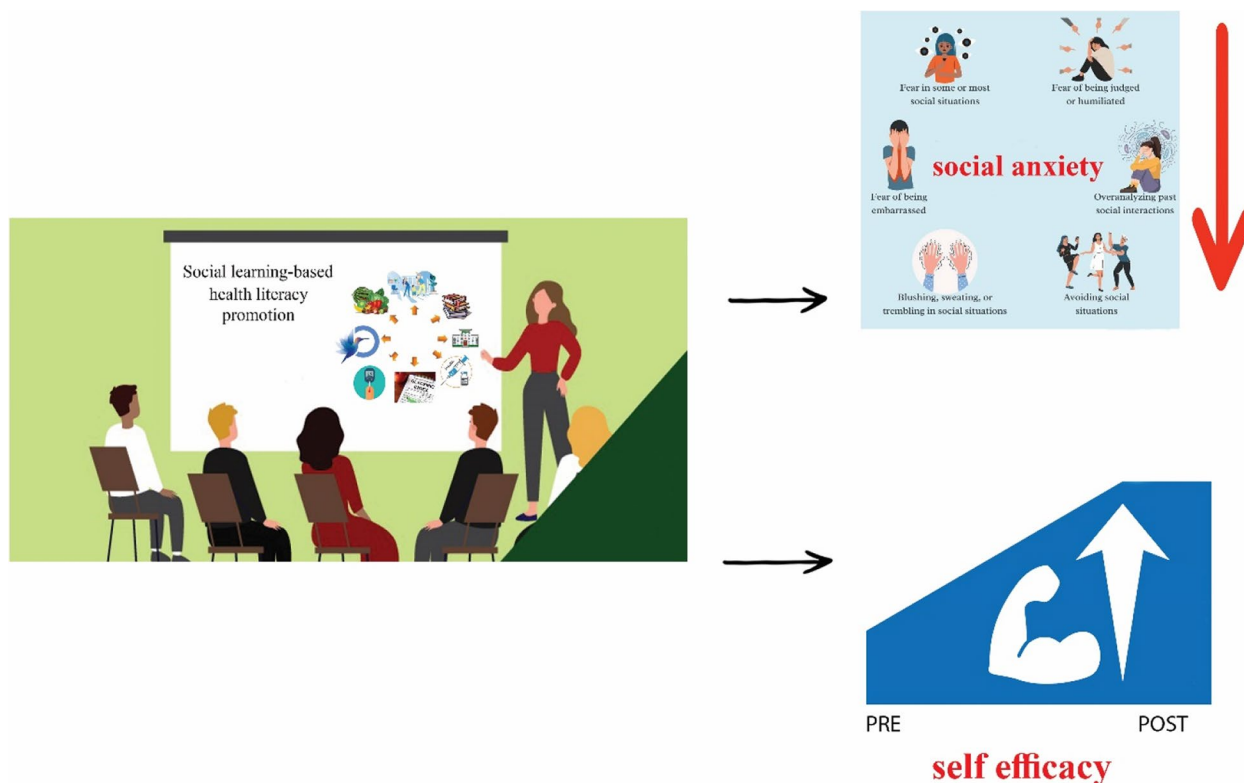 Social learning-based
health literacy
promotion
Fear in some or most
social situations
Fear of being judged
or humiliated
social anxiety
Fear of being
embarrassed
Overanalyzing past
social interactions
Blushing, sweating, or
trembling in social situations
Avoiding social
situations
PRE
POST
self efficacy